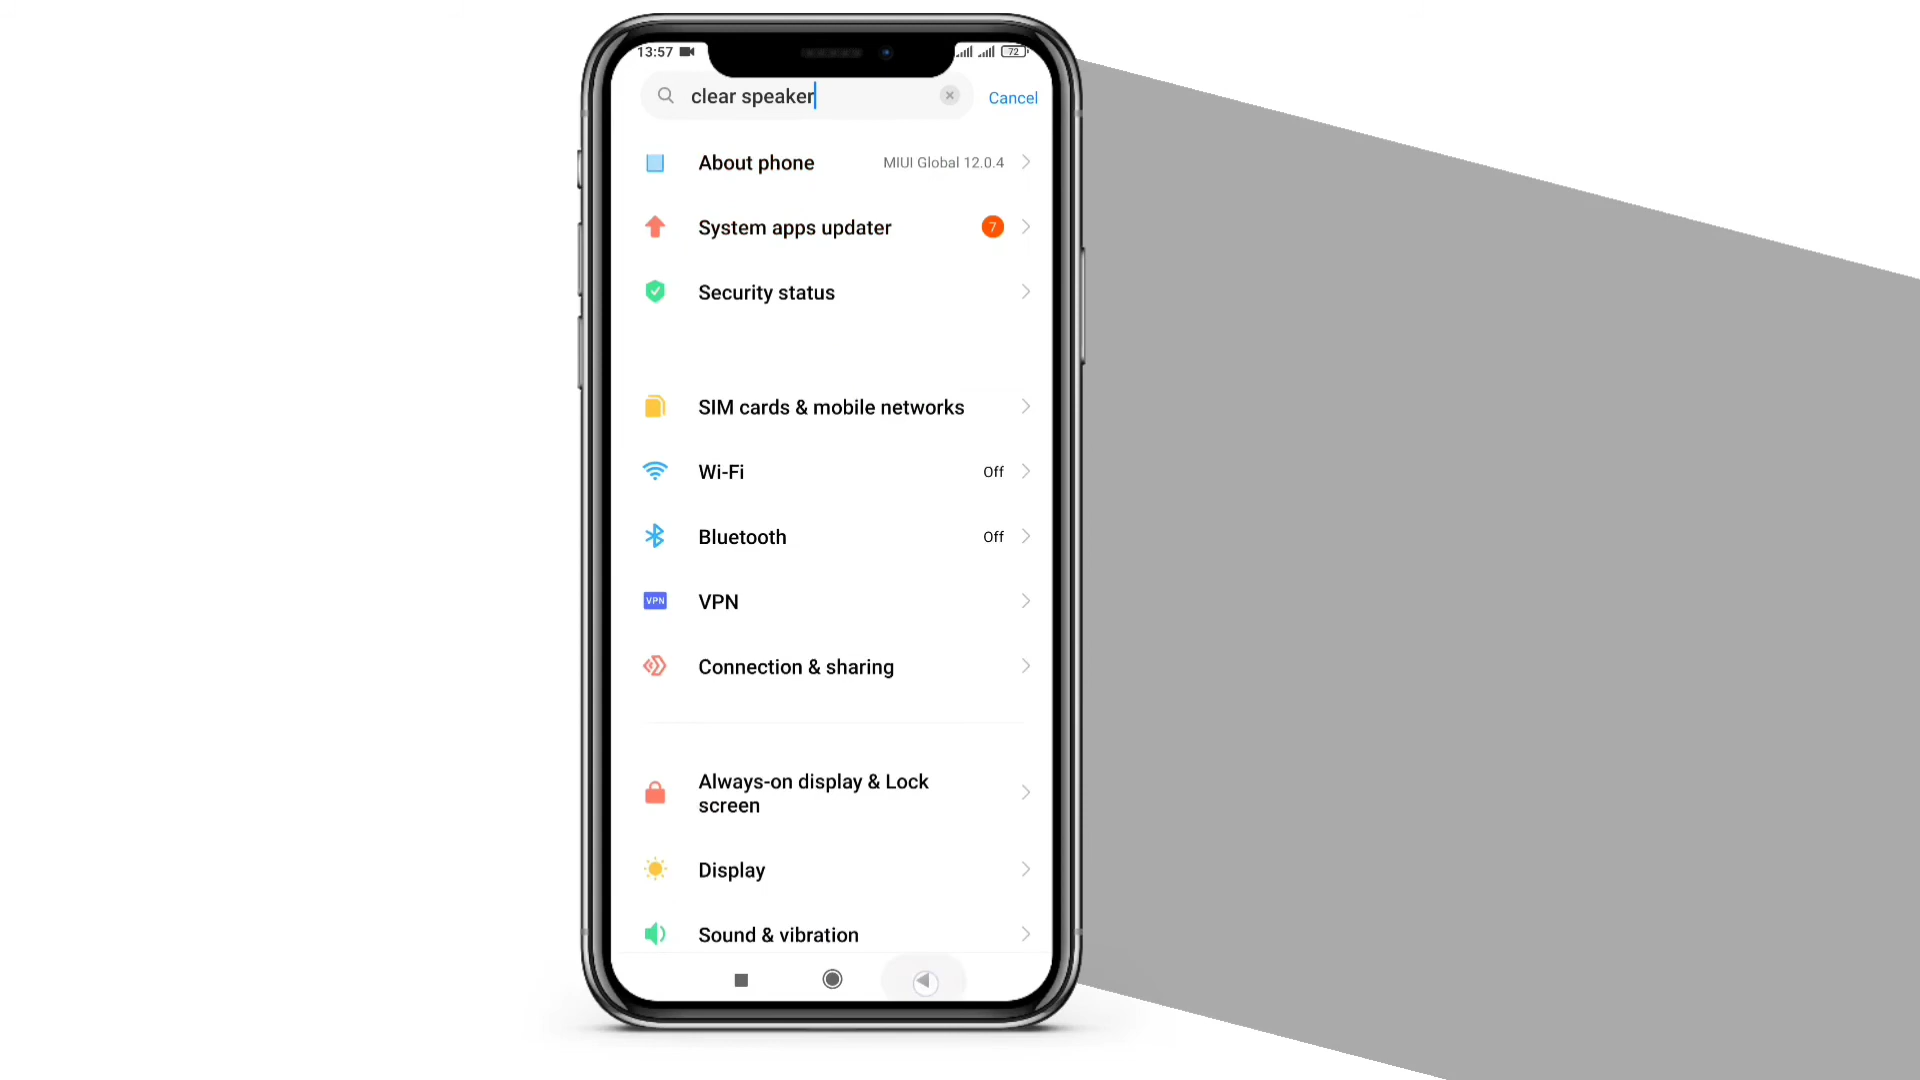 13:57
72
clear speaker
Cancel
About phone
MIUI Global 12.0.4
System apps updater
7
Security status
SIM cards & mobile networks
Wi-Fi
Off
Bluetooth
Off
VPN
VPN
Connection & sharing
Always-on display & Lock
screen
Display
Sound & vibration